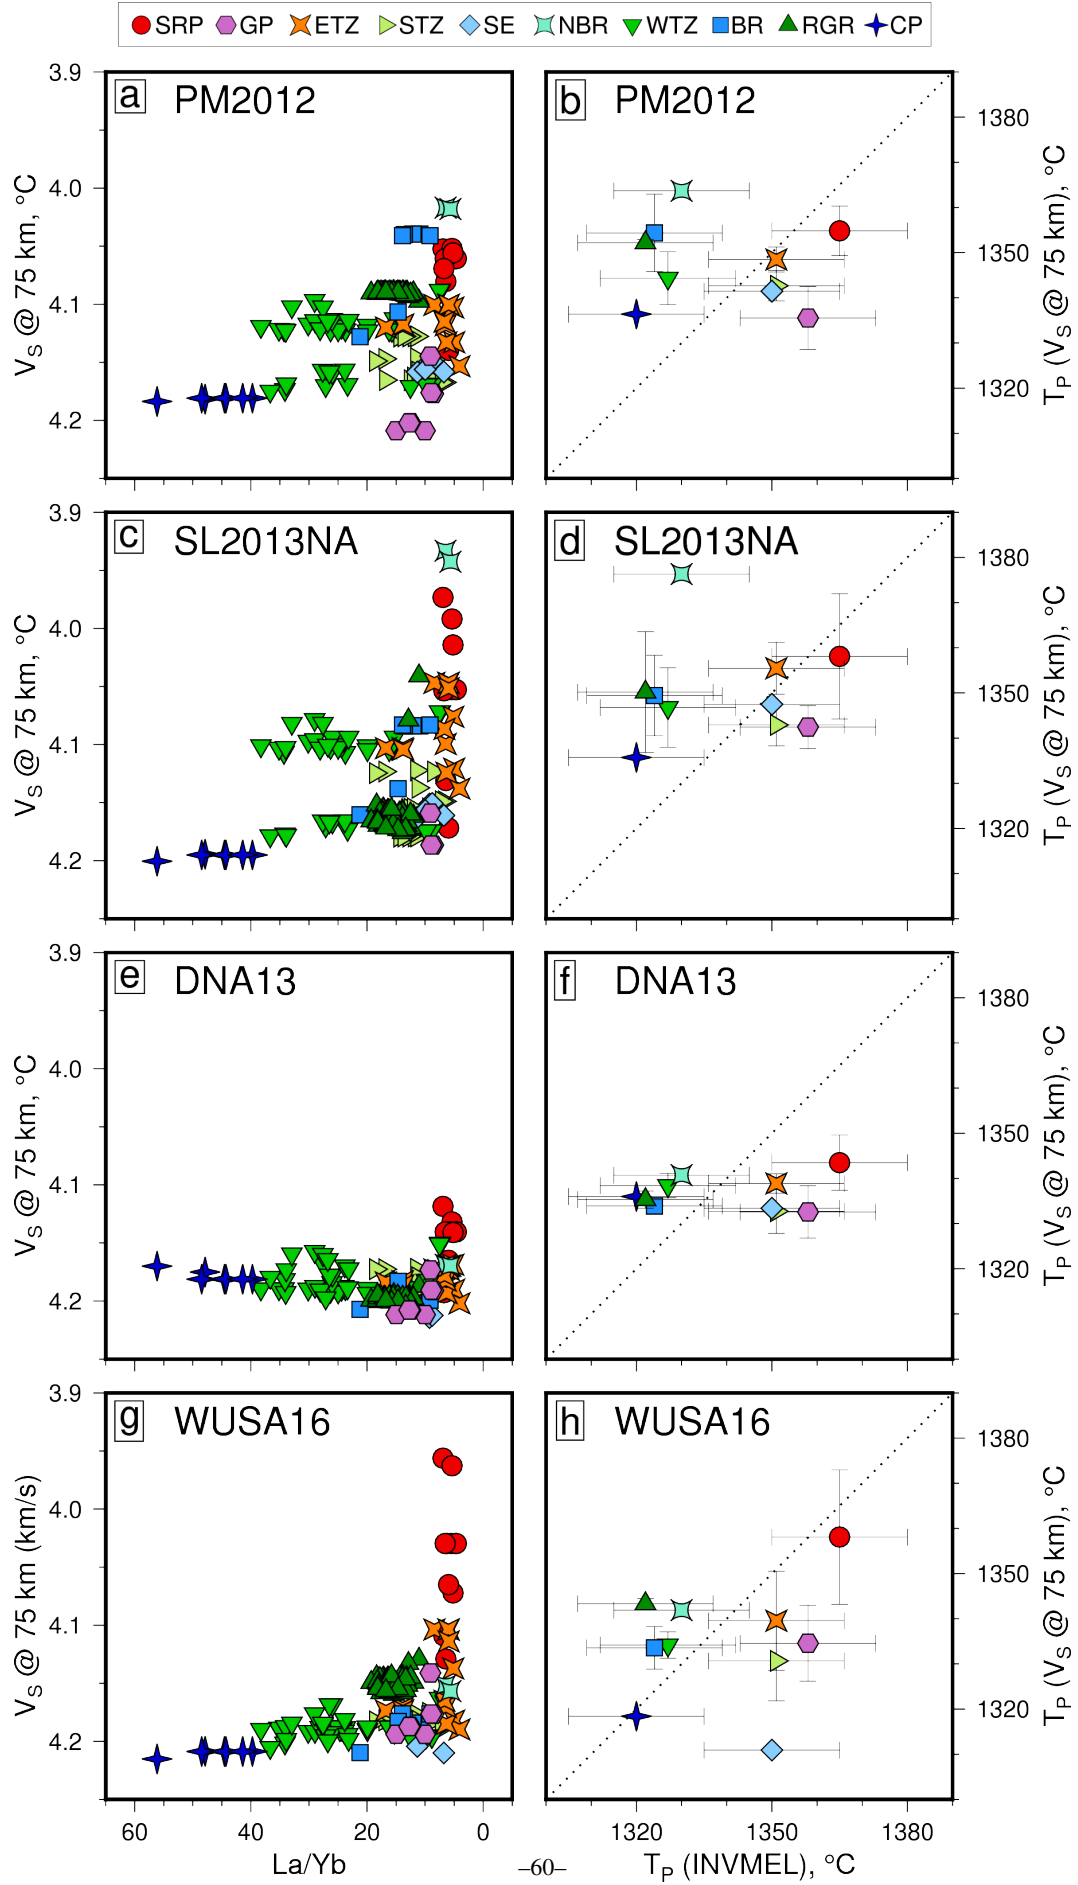 SRP GP ETZ STZ SE NBR WTZ BR RGR CP
a PM2012
3.9
4.0
4.1
4.2
V_S @ 75 km, °C
b PM2012
1380
1350
1320
T_P (V_S @ 75 km), °C
c SL2013NA
3.9
4.0
4.1
4.2
V_S @ 75 km, °C
d SL2013NA
1380
1350
1320
T_P (V_S @ 75 km), °C
e DNA13
3.9
4.0
4.1
4.2
V_S @ 75 km, °C
f DNA13
1380
1350
1320
T_P (V_S @ 75 km), °C
g WUSA16
3.9
4.0
4.1
4.2
V_S @ 75 km (km/s)
60 40 20 0
La/Yb
h WUSA16
1380
1350
1320
T_P (V_S @ 75 km), °C
1320 1350 1380
T_P (INVMEL), °C
–60–